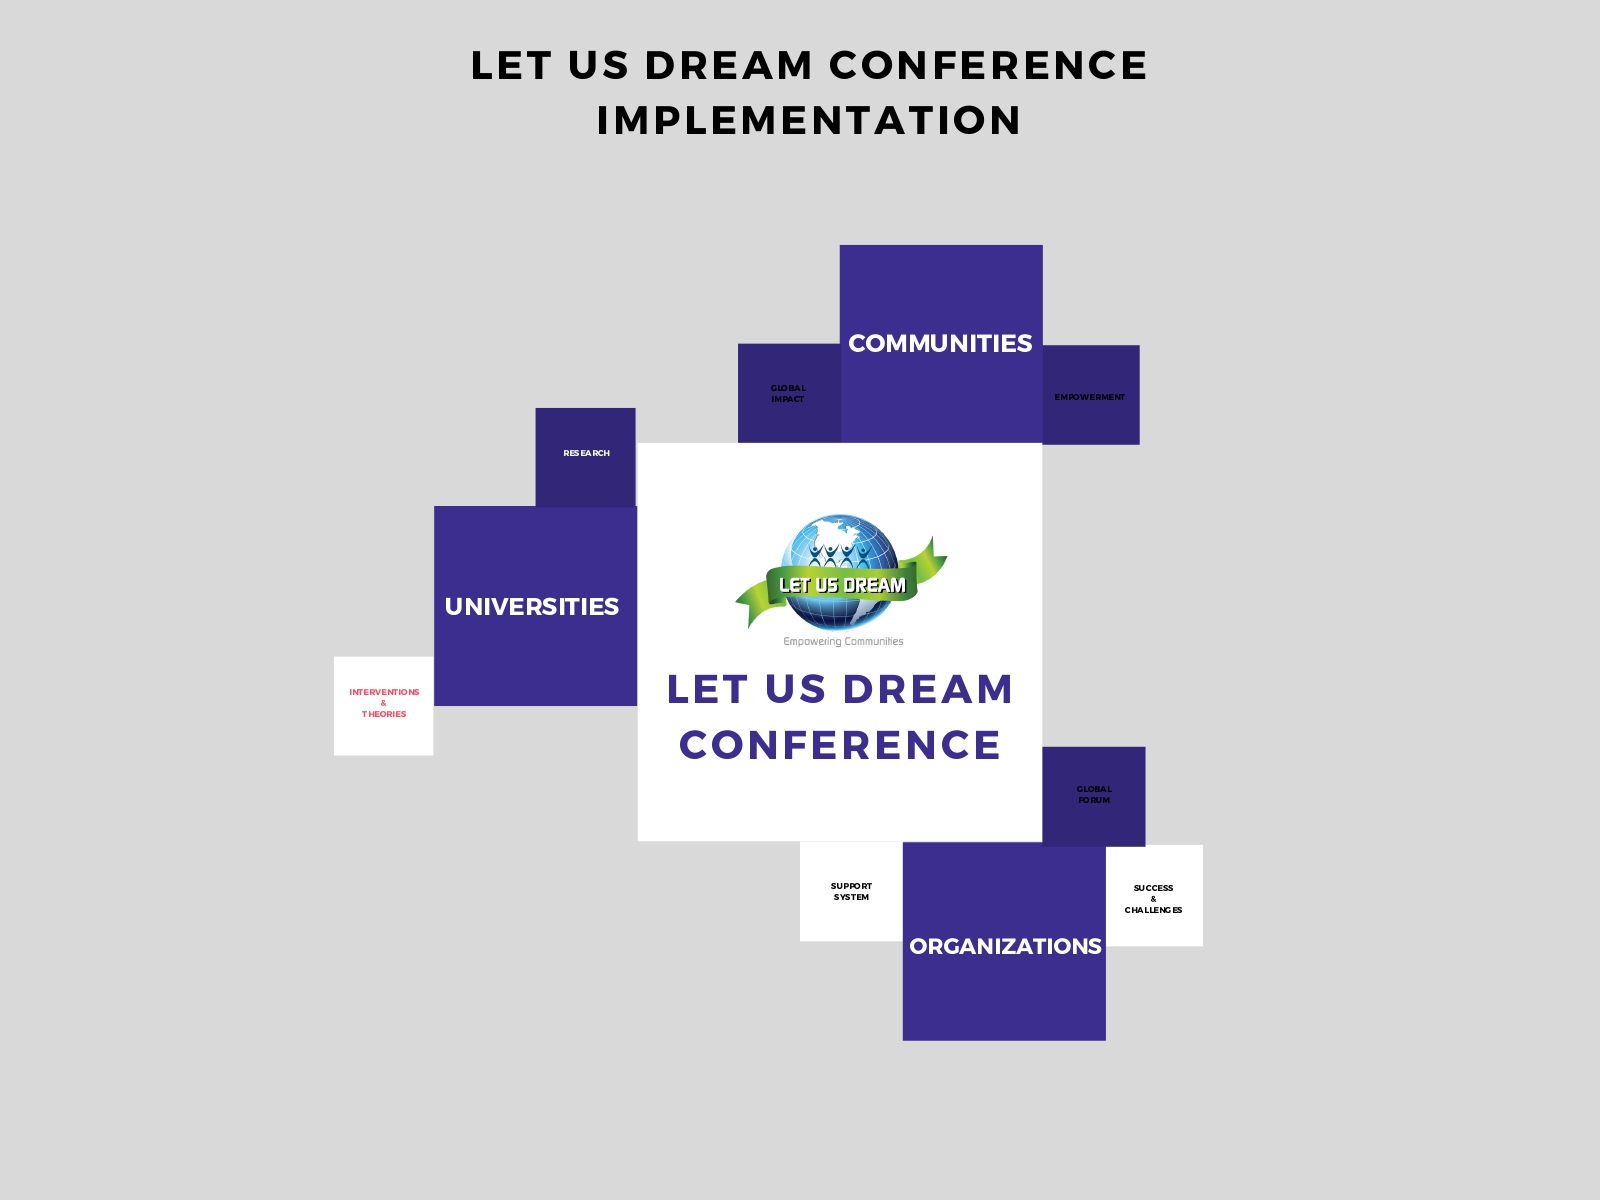 LET US DREAM CONFERENCE
IMPLEMENTATION
COMMUNITIES
GLOBAL
IMPACT
EMPOWERMENT
RESEARCH
UNIVERSITIES
INTERVENTIONS
&
THEORIES
LET US DREAM
Empowering Communities
LET US DREAM
CONFERENCE
GLOBAL
FORUM
SUPPORT
SYSTEM
SUCCESS
&
CHALLENGES
ORGANIZATIONS